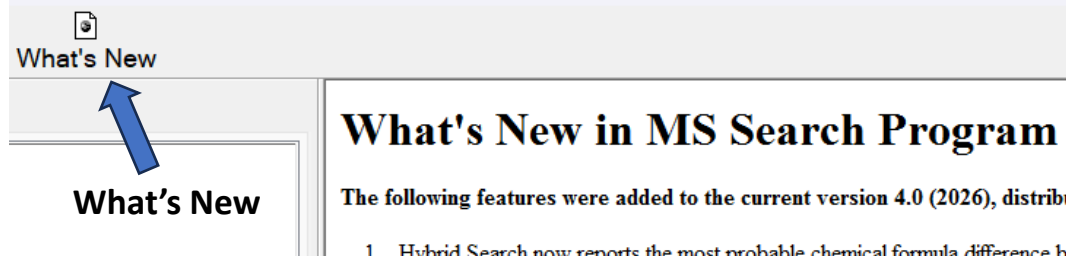 What's New
What's New in MS Search Program
What’s New
The following features were added to the current version 4.0 (2026),
1. Hybrid Search now reports the most probable chemical formula difference